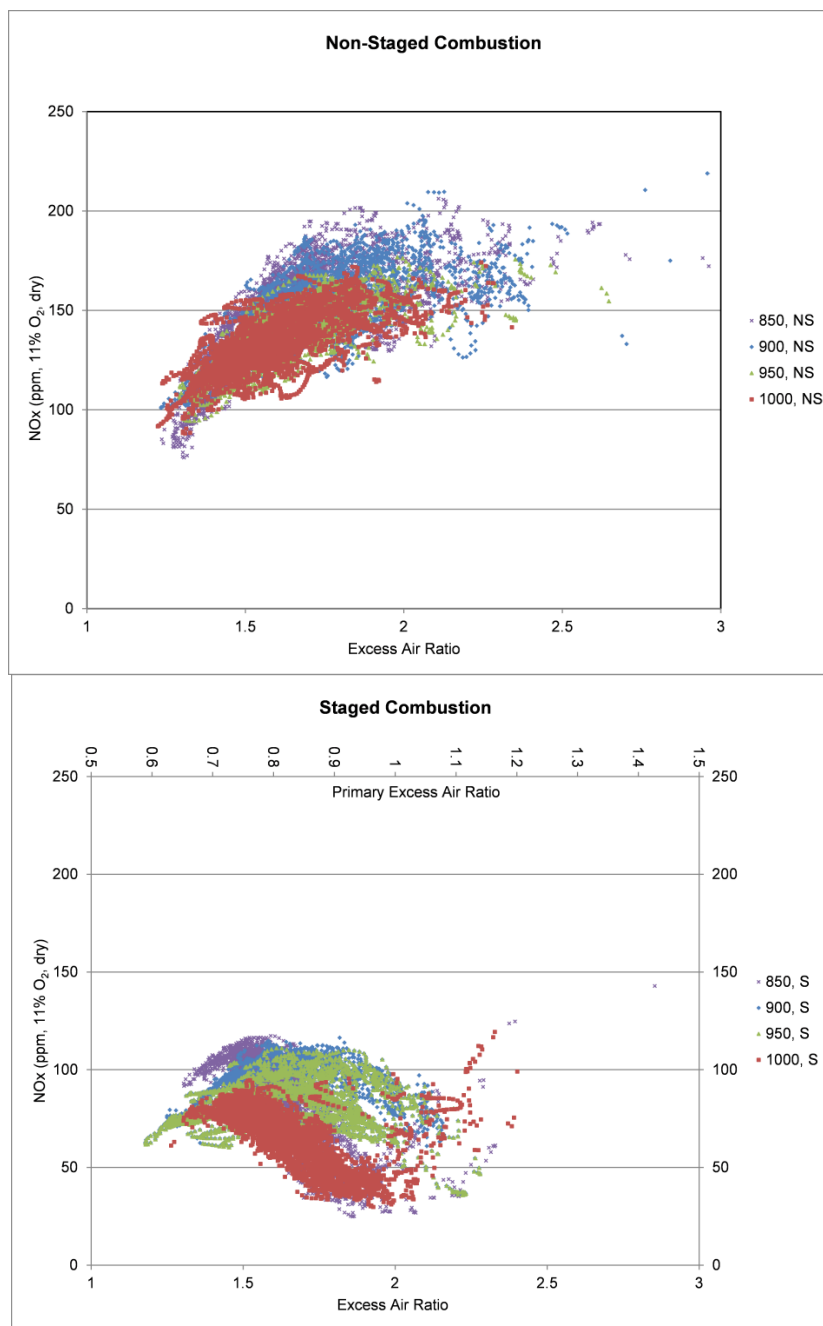 Non-Staged Combustion
250
200
150
100
50
0
NOx (ppm, 11% O2, dry)
1 1.5 2 2.5 3
Excess Air Ratio
850, NS
900, NS
950, NS
1000, NS
Staged Combustion
0.5 0.6 0.7 0.8 0.9 1 1.1 1.2 1.3 1.4 1.5
Primary Excess Air Ratio
250 250
200 200
150 150
100 100
50 50
0 0
NOx (ppm, 11% O2, dry)
1 1.5 2 2.5 3
Excess Air Ratio
850, S
900, S
950, S
1000, S